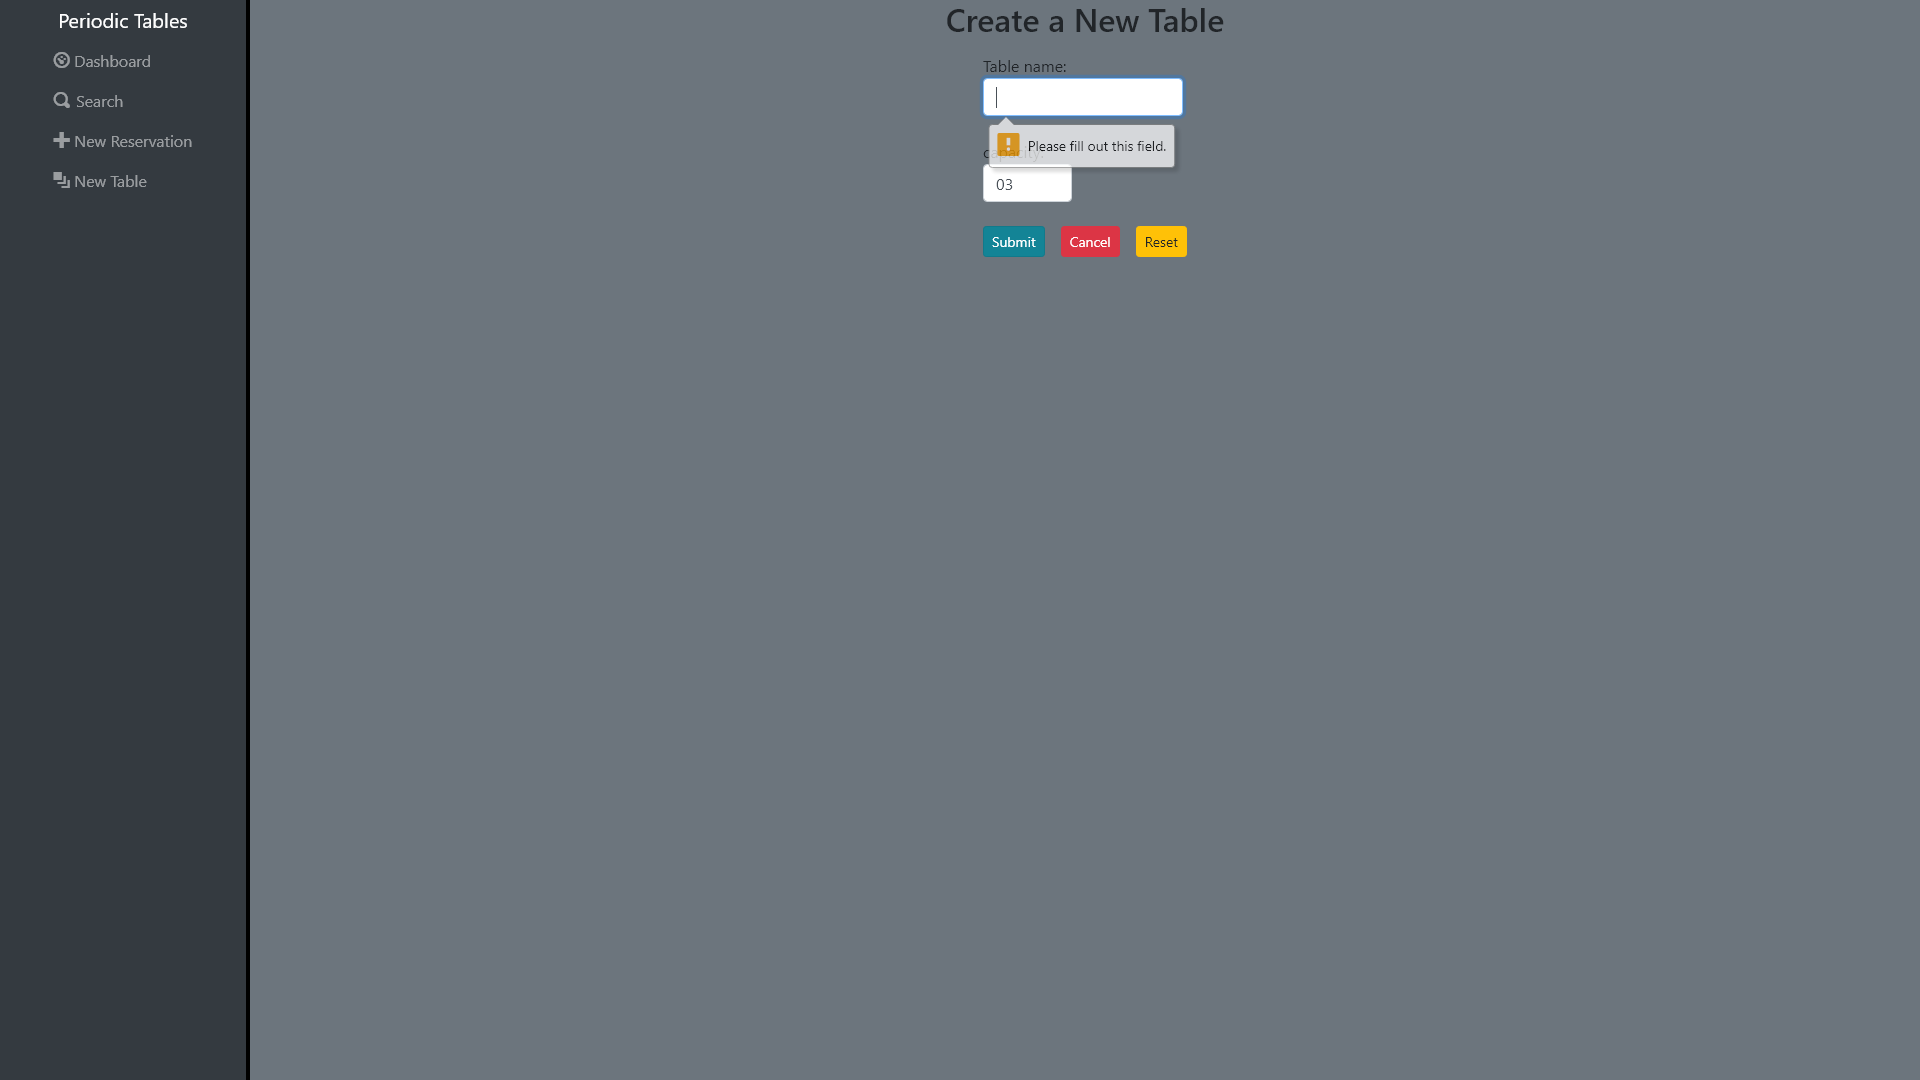 Periodic Tables
Dashboard
Search
New Reservation
New Table
Create a New Table
Table name:
Please fill out this field.
capacity:
03
Submit
Cancel
Reset